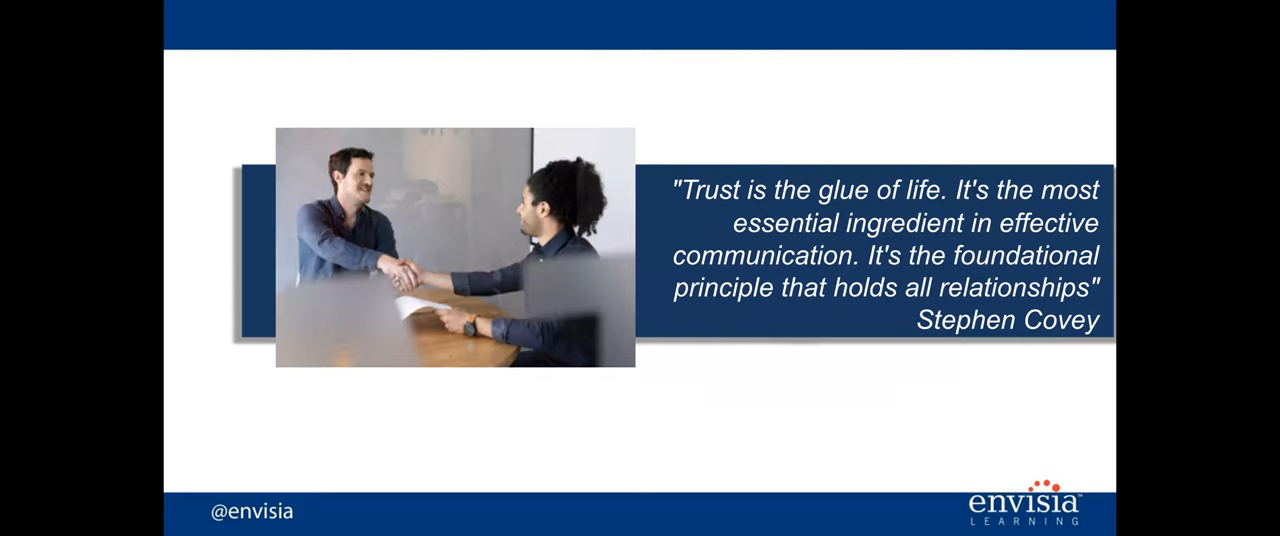 "Trust is the glue of life. It's the most
essential ingredient in effective
communication. It's the foundational
principle that holds all relationships"
Stephen Covey
@envisia
envisia™
LEARNING